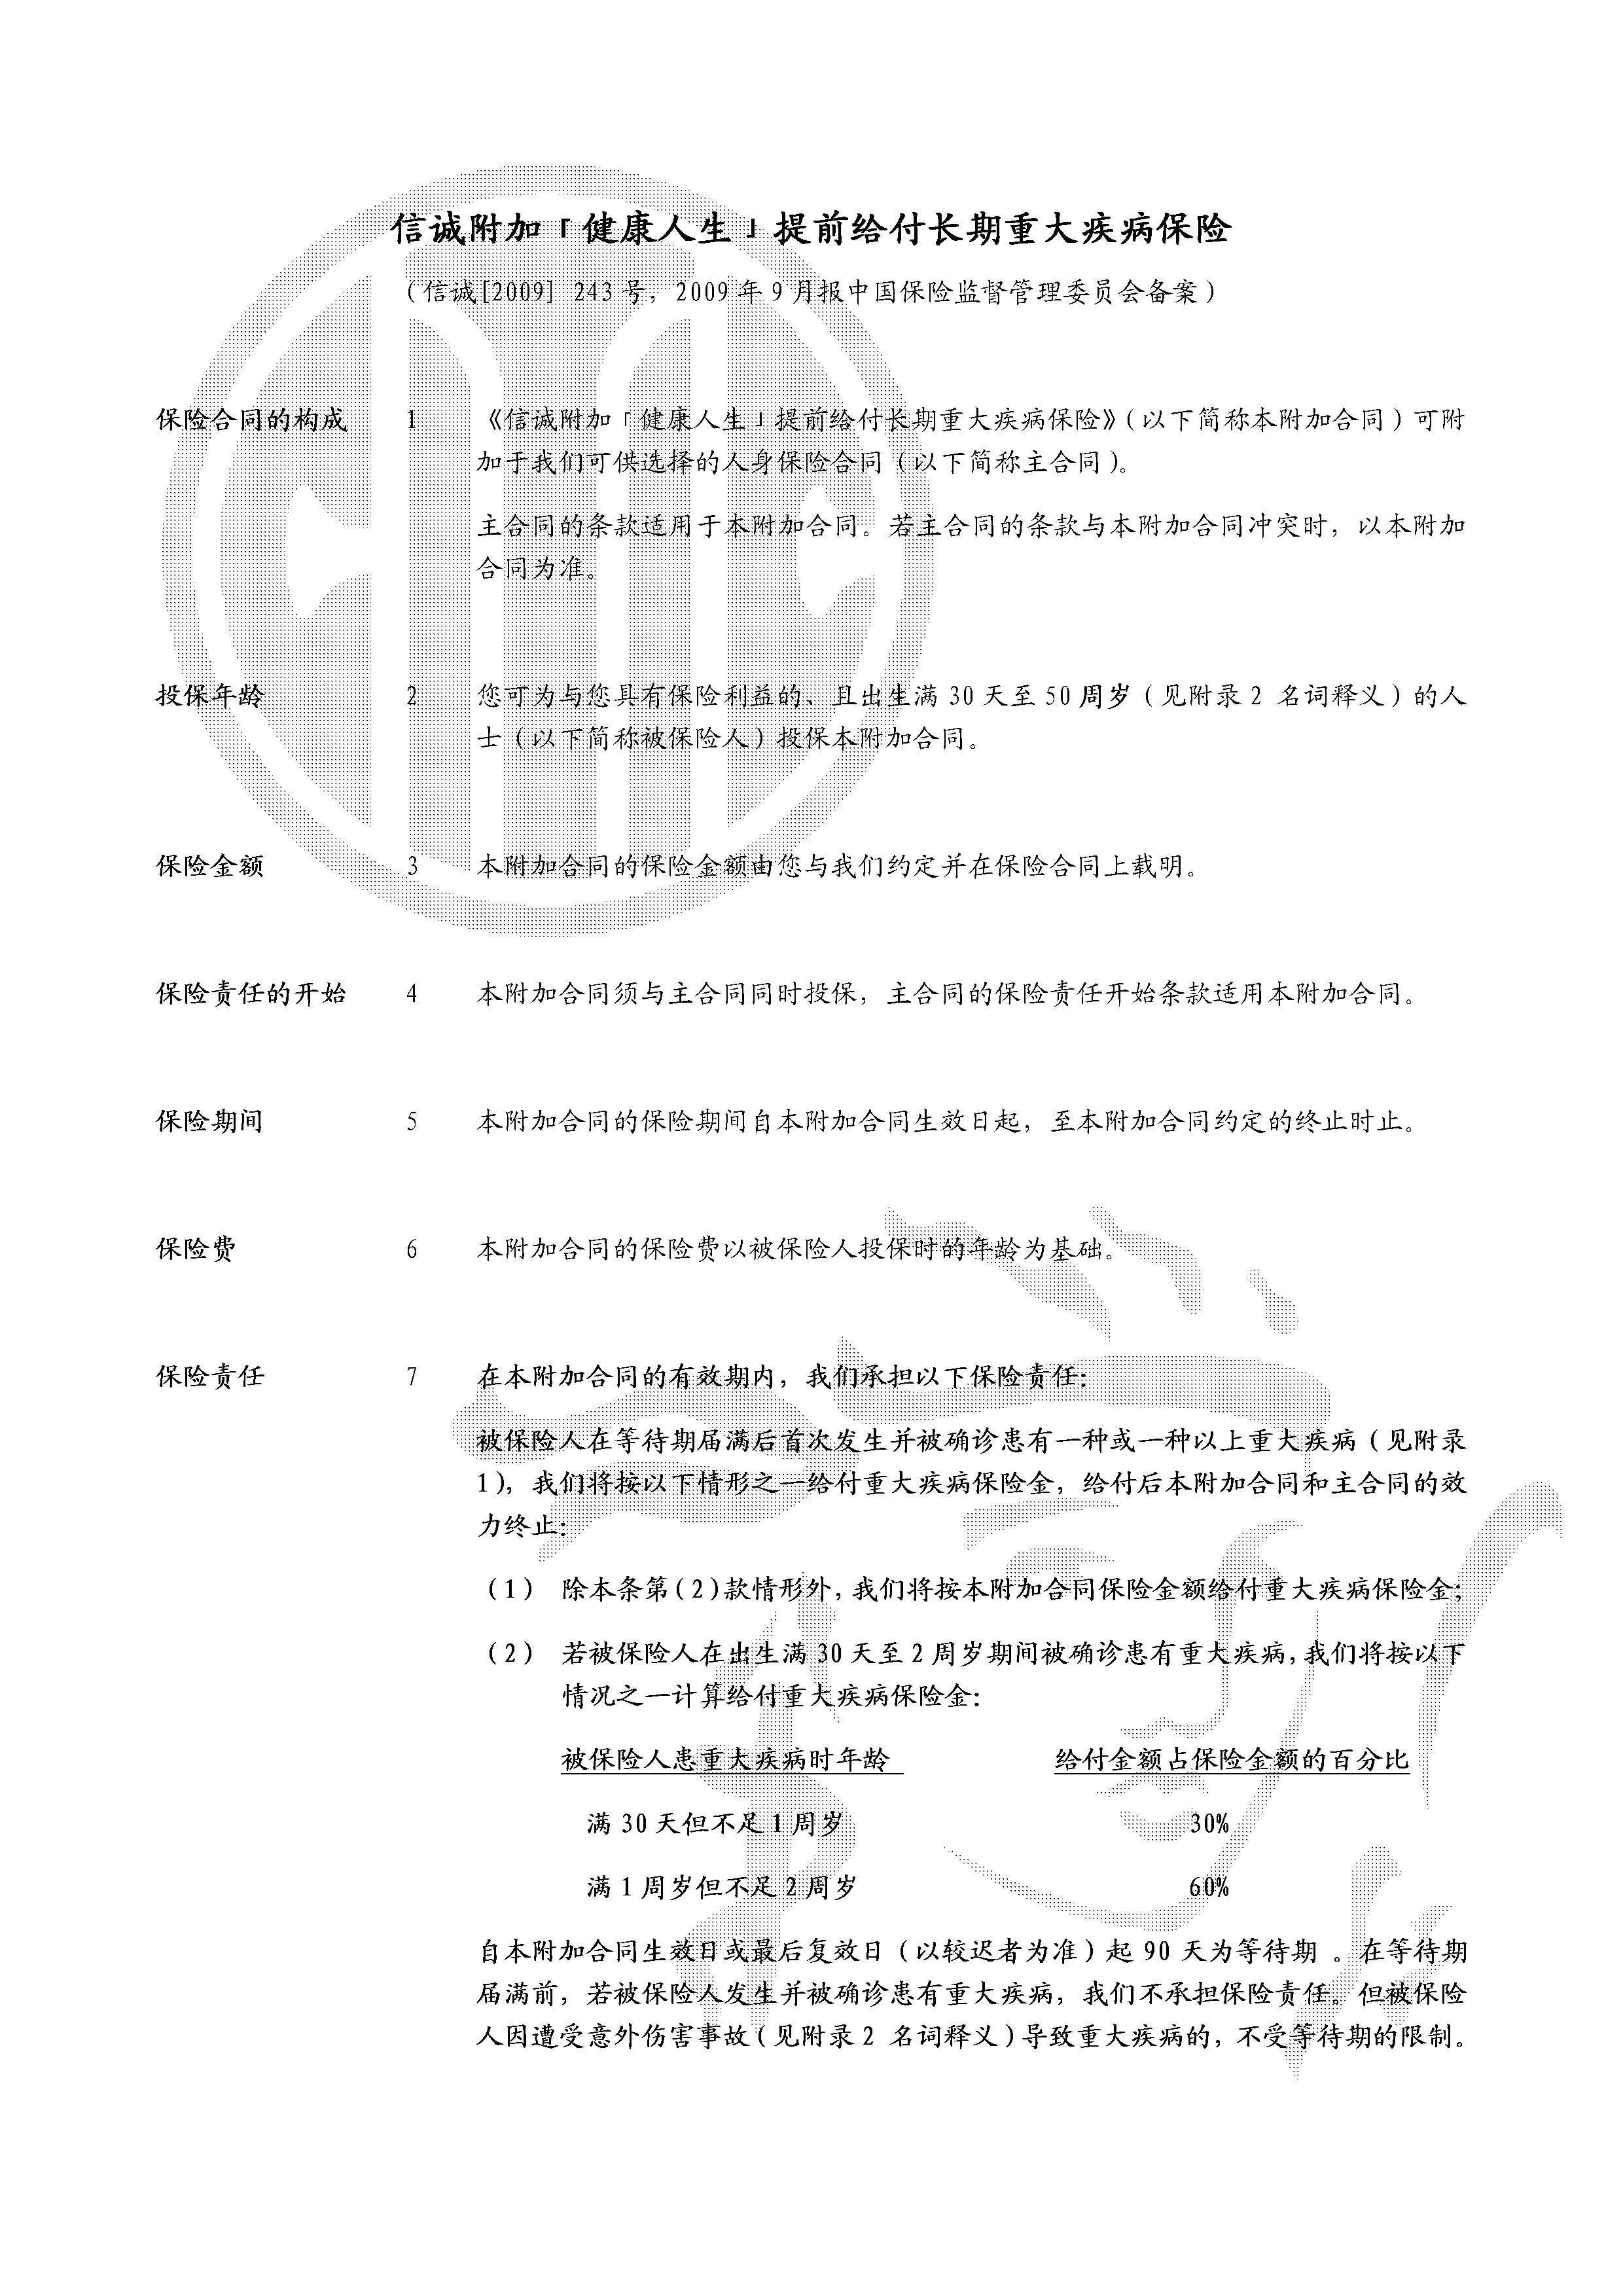 信诚附加「健康人生」提前给付长期重大疾病保险
（信诚[2009] 243 号，2009 年 9 月报中国保险监督管理委员会备案）
保险合同的构成 1 《信诚附加「健康人生」提前给付长期重大疾病保险》（以下简称本附加合同）可附
加于我们可供选择的人身保险合同（以下简称主合同）。
主合同的条款适用于本附加合同。若主合同的条款与本附加合同冲突时，以本附加
合同为准。
投保年龄 2 您可为与您具有保险利益的、且出生满 30 天至 50 周岁（见附录 2 名词释义）的人
士（以下简称被保险人）投保本附加合同。
保险金额 3 本附加合同的保险金额由您与我们约定并在保险合同上载明。
保险责任的开始 4 本附加合同须与主合同同时投保，主合同的保险责任开始条款适用本附加合同。
保险期间 5 本附加合同的保险期间自本附加合同生效日起，至本附加合同约定的终止时止。
保险费 6 本附加合同的保险费以被保险人投保时的年龄为基础。
保险责任 7 在本附加合同的有效期内，我们承担以下保险责任：
被保险人在等待期届满后首次发生并被确诊患有一种或一种以上重大疾病（见附录
1），我们将按以下情形之一给付重大疾病保险金，给付后本附加合同和主合同的效
力终止：
（1） 除本条第（2）款情形外，我们将按本附加合同保险金额给付重大疾病保险金；
（2） 若被保险人在出生满 30 天至 2 周岁期间被确诊患有重大疾病，我们将按以下
情况之一计算给付重大疾病保险金：
被保险人患重大疾病时年龄 给付金额占保险金额的百分比
满 30 天但不足 1 周岁 30%
满 1 周岁但不足 2 周岁 60%
自本附加合同生效日或最后复效日（以较迟者为准）起 90 天为等待期 。在等待期
届满前，若被保险人发生并被确诊患有重大疾病，我们不承担保险责任。但被保险
人因遭受意外伤害事故（见附录 2 名词释义）导致重大疾病的，不受等待期的限制。